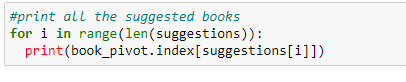 #print all the suggested books
for i in range(len(suggestions)):
  print(book_pivot.index[suggestions[i]])